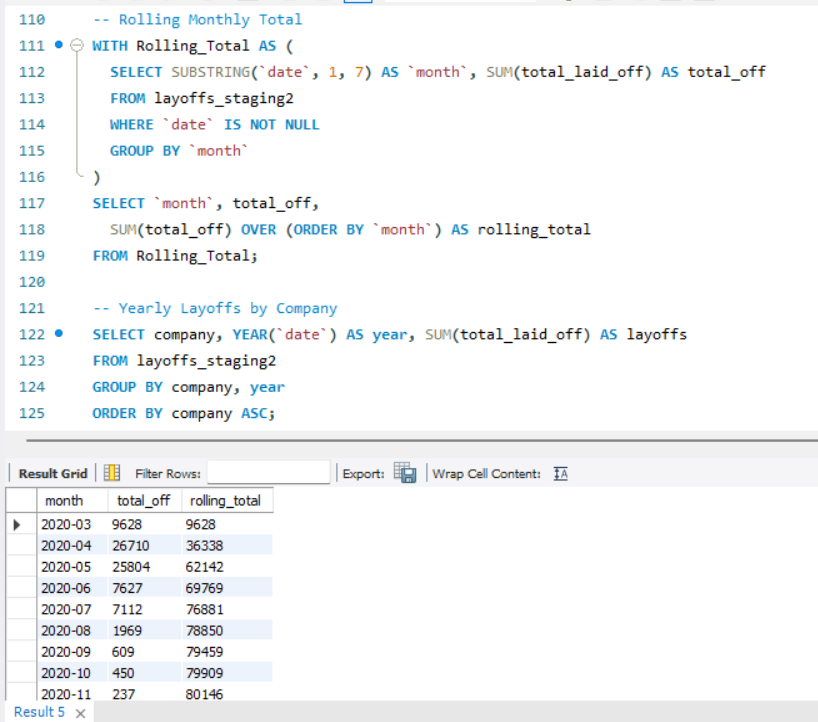 110 -- Rolling Monthly Total
111 WITH Rolling_Total AS (
112 SELECT SUBSTRING(`date`, 1, 7) AS `month`, SUM(total_laid_off) AS total_off
113 FROM layoffs_staging2
114 WHERE `date` IS NOT NULL
115 GROUP BY `month`
116 )
117 SELECT `month`, total_off,
118 SUM(total_off) OVER (ORDER BY `month`) AS rolling_total
119 FROM Rolling_Total;
120
121 -- Yearly Layoffs by Company
122 SELECT company, YEAR(`date`) AS year, SUM(total_laid_off) AS layoffs
123 FROM layoffs_staging2
124 GROUP BY company, year
125 ORDER BY company ASC;
Result Grid Filter Rows: Export: Wrap Cell Content:
month total_off rolling_total
2020-03 9628 9628
2020-04 26710 36338
2020-05 25804 62142
2020-06 7627 69769
2020-07 7112 76881
2020-08 1969 78850
2020-09 609 79459
2020-10 450 79909
2020-11 237 80146
Result 5